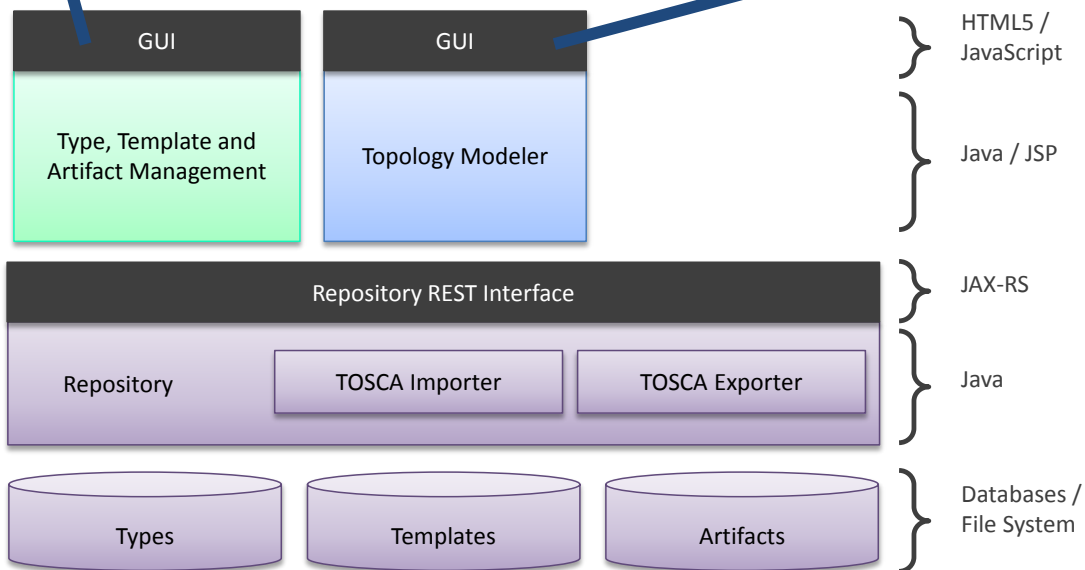 GUI
GUI
HTML5 /
JavaScript
Type, Template and
Artifact Management
Topology Modeler
Java / JSP
Repository REST Interface
JAX-RS
Repository
TOSCA Importer
TOSCA Exporter
Java
Types
Templates
Artifacts
Databases /
File System